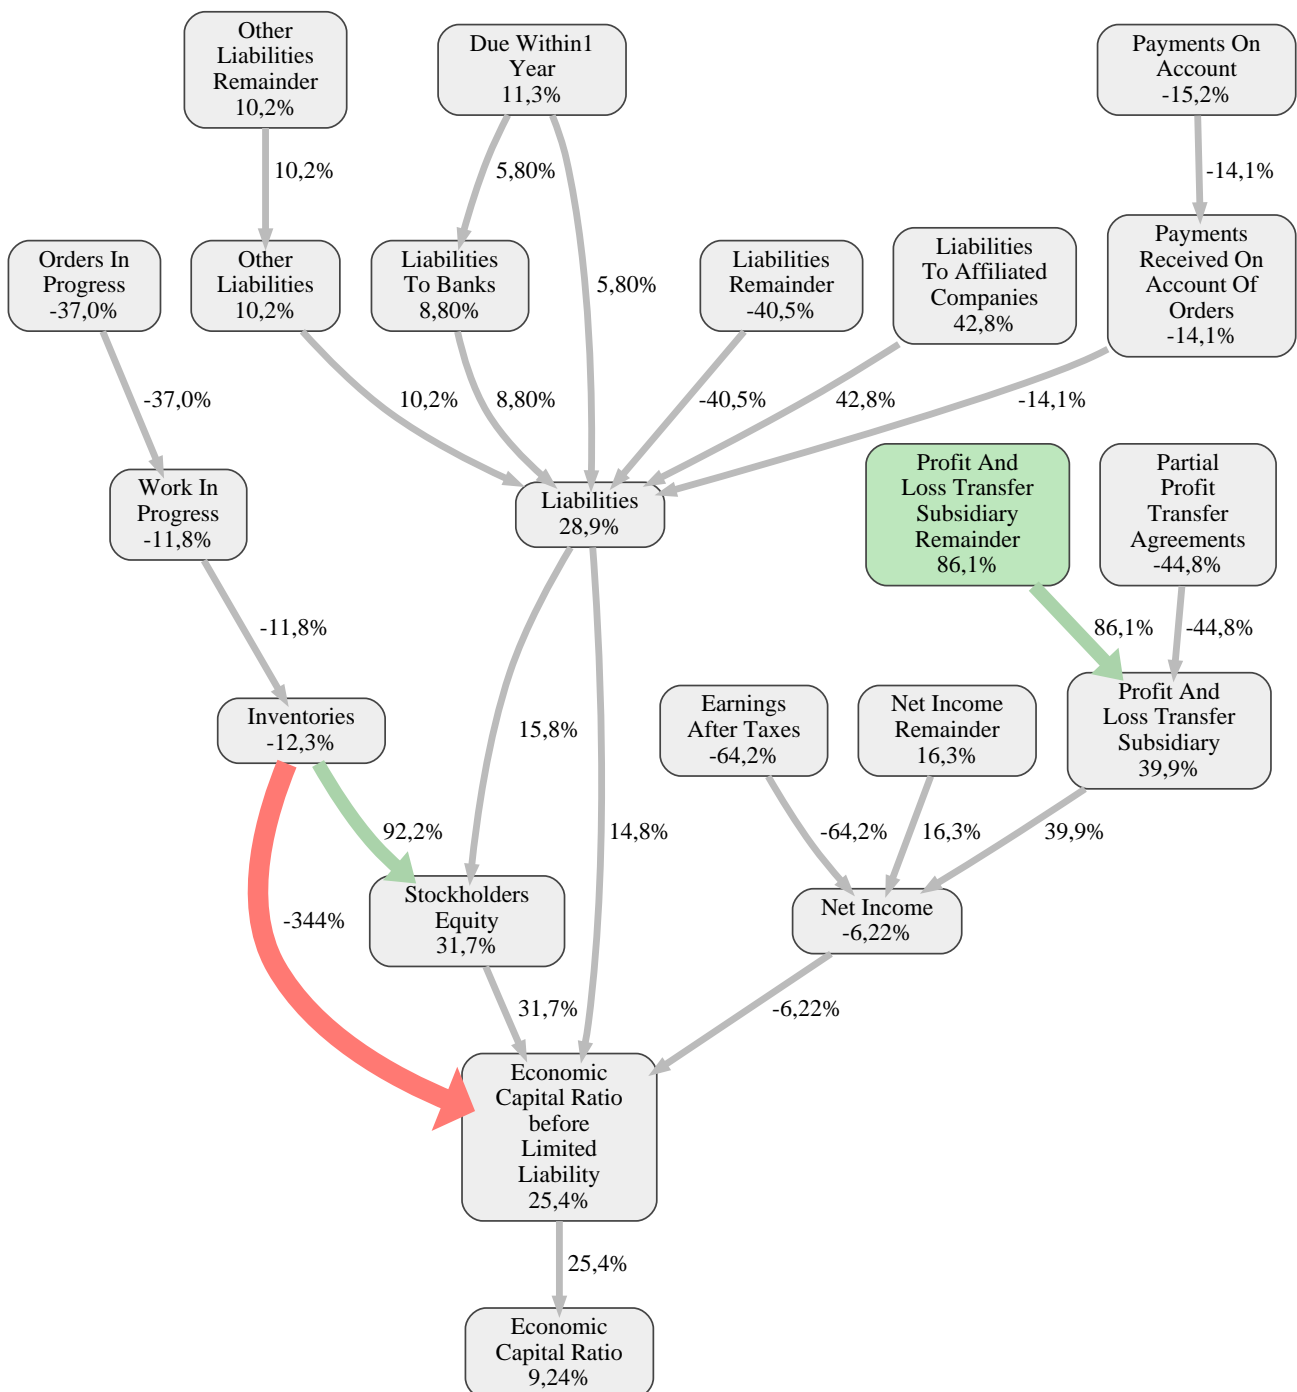 Other
Liabilities
Remainder
10,2%
Due Within1
Year
11,3%
Payments On
Account
-15,2%
10,2%
5,80%
-14,1%
Orders In
Progress
-37,0%
Other
Liabilities
10,2%
Liabilities
To Banks
8,80%
5,80%
Liabilities
Remainder
-40,5%
Liabilities
To Affiliated
Companies
42,8%
Payments
Received On
Account Of
Orders
-14,1%
-37,0%
10,2%
8,80%
-40,5%
42,8%
-14,1%
Work In
Progress
-11,8%
Liabilities
28,9%
Profit And
Loss Transfer
Subsidiary
Remainder
86,1%
Partial
Profit
Transfer
Agreements
-44,8%
-11,8%
86,1%
-44,8%
Inventories
-12,3%
15,8%
Earnings
After Taxes
-64,2%
Net Income
Remainder
16,3%
Profit And
Loss Transfer
Subsidiary
39,9%
92,2%
14,8%
-64,2%
16,3%
39,9%
-344%
Stockholders
Equity
31,7%
Net Income
-6,22%
31,7%
-6,22%
Economic
Capital Ratio
before
Limited
Liability
25,4%
25,4%
Economic
Capital Ratio
9,24%